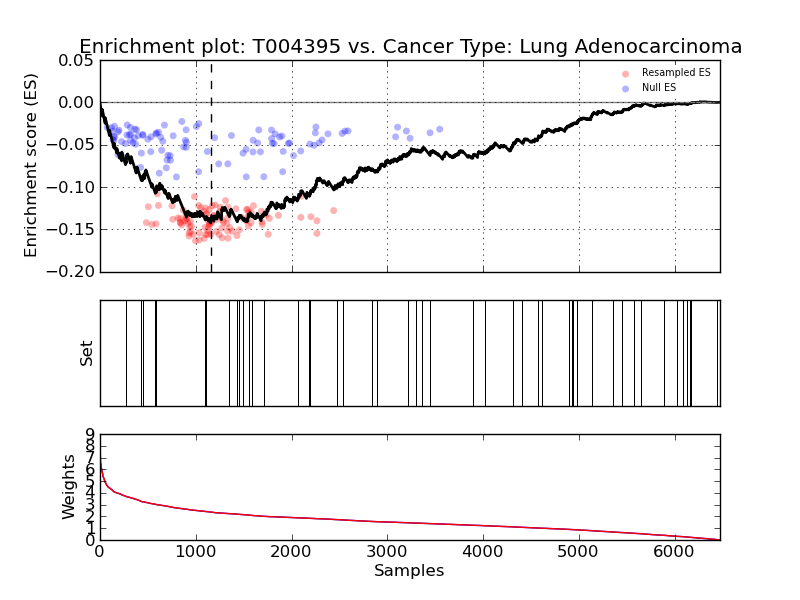 Enrichment plot: T004395 vs. Cancer Type: Lung Adenocarcinoma
0.05
0.00
−0.05
−0.10
−0.15
−0.20
Enrichment score (ES)
Resampled ES
Null ES
Set
9
8
7
6
5
4
3
2
1
0
Weights
0 1000 2000 3000 4000 5000 6000
Samples